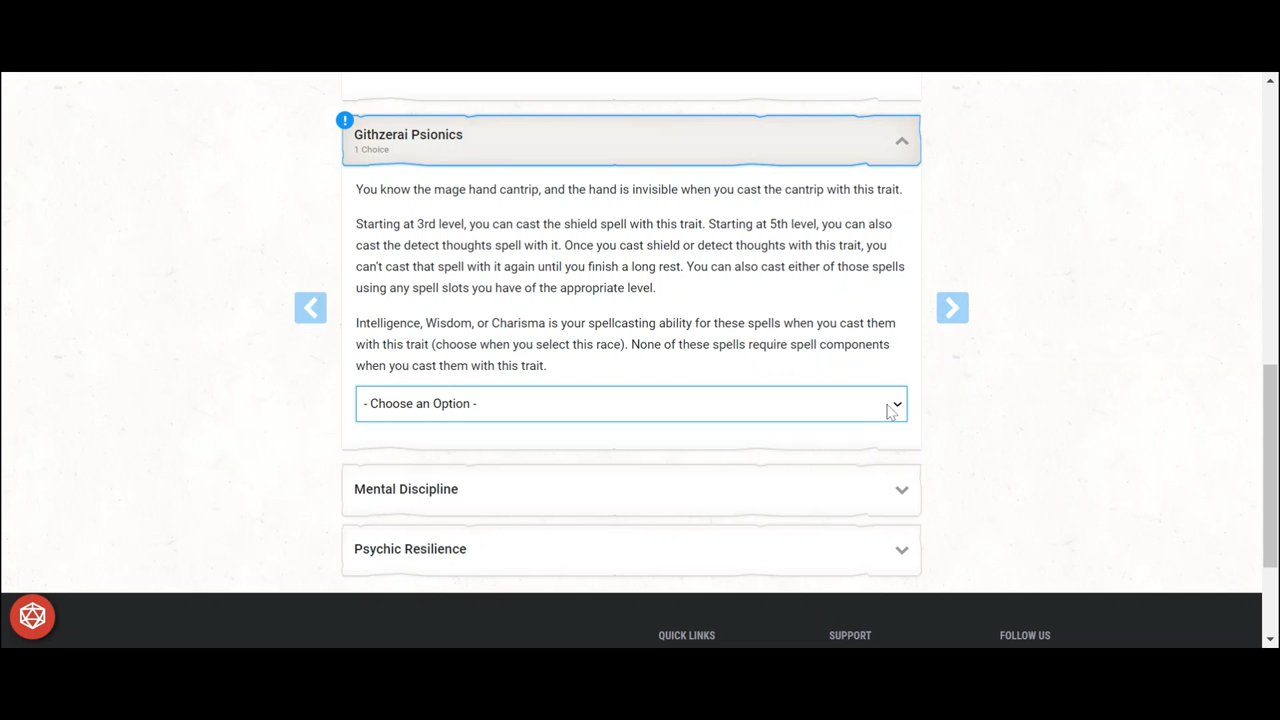 !
Githzerai Psionics
1 Choice
You know the mage hand cantrip, and the hand is invisible when you cast the cantrip with this trait.
Starting at 3rd level, you can cast the shield spell with this trait. Starting at 5th level, you can also
cast the detect thoughts spell with it. Once you cast shield or detect thoughts with this trait, you
can't cast that spell with it again until you finish a long rest. You can also cast either of those spells
using any spell slots you have of the appropriate level.
Intelligence, Wisdom, or Charisma is your spellcasting ability for these spells when you cast them
with this trait (choose when you select this race). None of these spells require spell components
when you cast them with this trait.
- Choose an Option -
Mental Discipline
Psychic Resilience
QUICK LINKS SUPPORT FOLLOW US